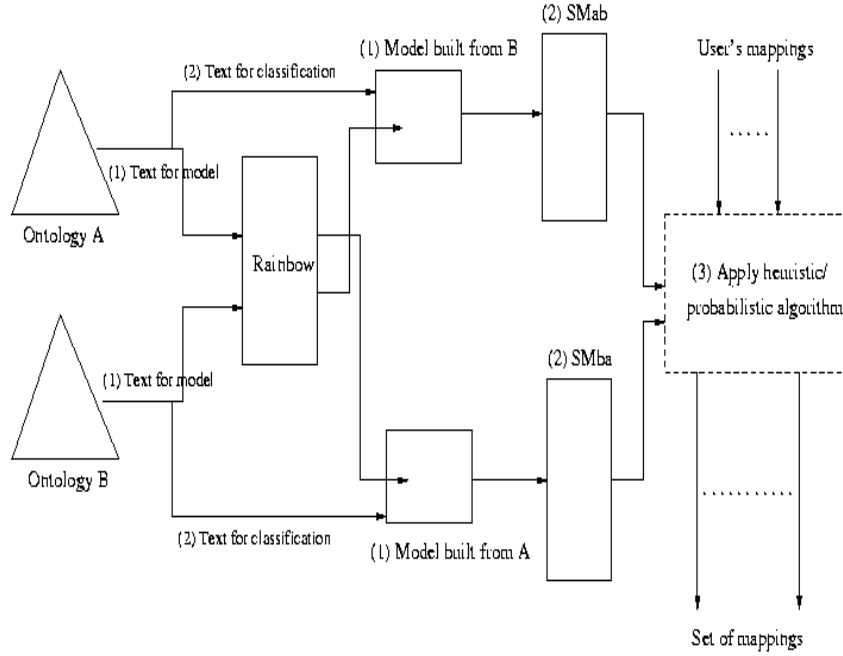 (2) SMab
(1) Model built from B
User's mappings
(2) Text for classification
(1) Text for model
Ontology A
Rainbow
(3) Apply heuristic/
probabilistic algorithm
(2) SMba
(1) Text for model
Ontology B
(2) Text for classification
(1) Model built from A
Set of mappings